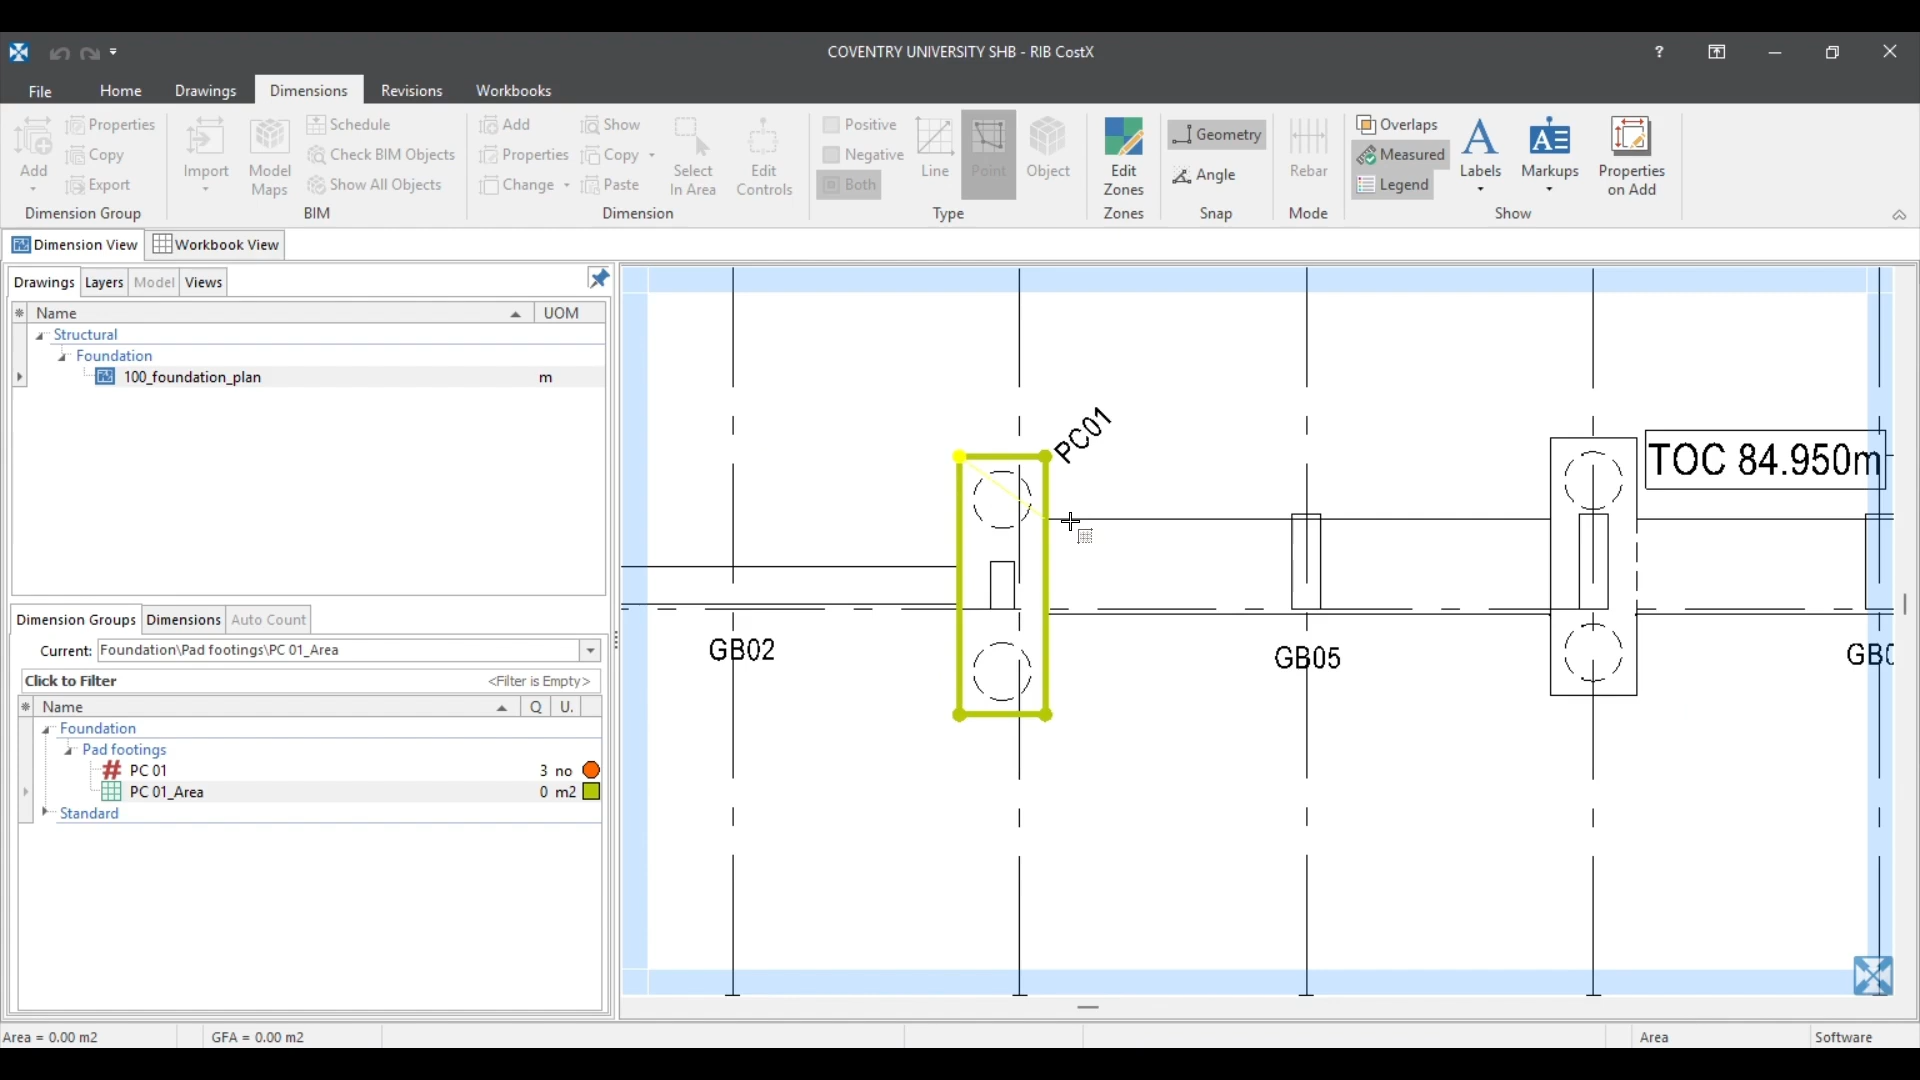 COVENTRY UNIVERSITY SHB - RIB CostX
?
File Home Drawings Dimensions Revisions Workbooks
Add
Properties
Copy
Export
Dimension Group
Import
Model Maps
Schedule
Check BIM Objects
Show All Objects
BIM
Add
Properties
Change
Show
Copy
Paste
Select In Area
Edit Controls
Dimension
Positive
Negative
Both
Line
Point
Object
Type
Edit Zones
Zones
Geometry
Angle
Snap
Rebar
Mode
Overlaps
Measured
Legend
Labels
Markups
Properties on Add
Show
Dimension View Workbook View
Drawings Layers Model Views
Name UOM
Structural
Foundation
100_foundation_plan m
Dimension Groups Dimensions Auto Count
Current: Foundation\Pad footings\PC 01_Area
Click to Filter <Filter is Empty>
Name Q U.
Foundation
Pad footings
# PC 01 3 no
PC 01_Area 0 m2
Standard
PC01
TOC 84.950m
GB02
GB05
GB0
Area = 0.00 m2 GFA = 0.00 m2 Area Software